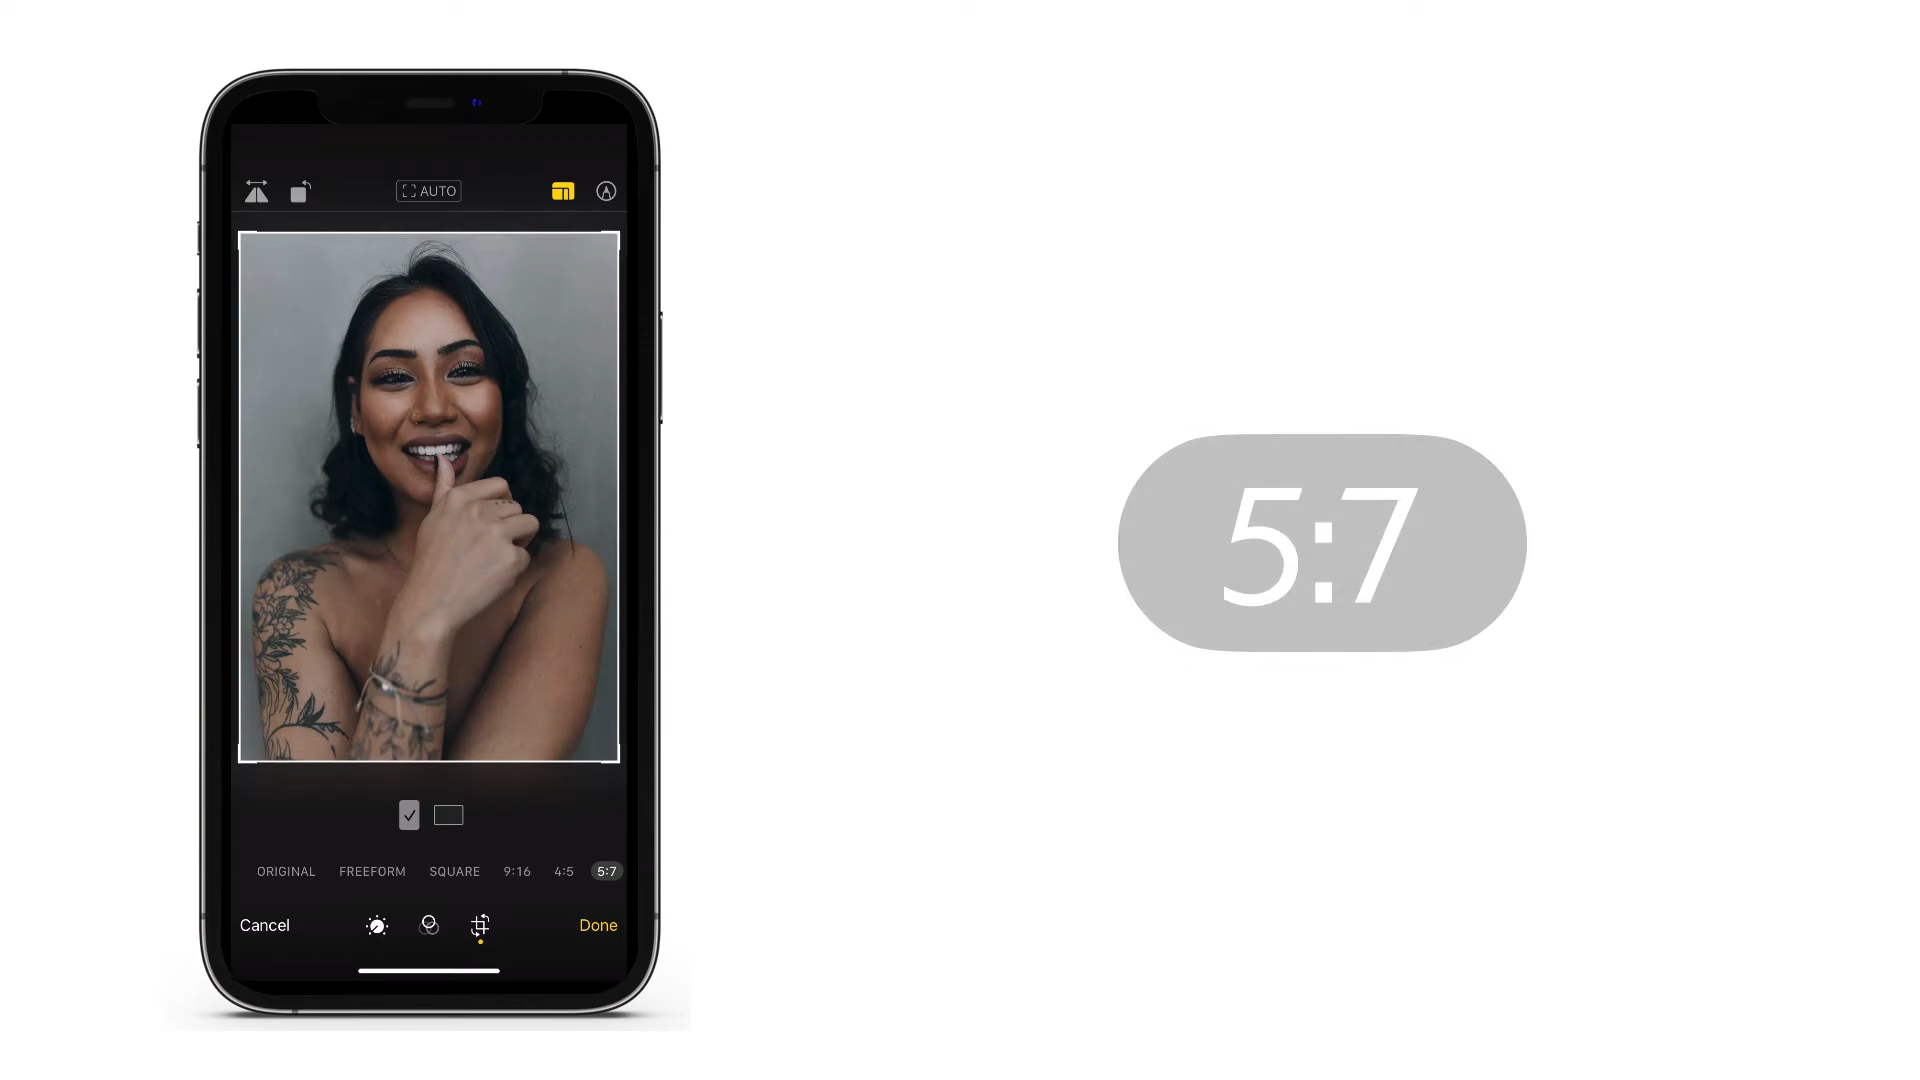 AUTO
ORIGINAL FREEFORM SQUARE 9:16 4:5 5:7
Cancel Done
5:7